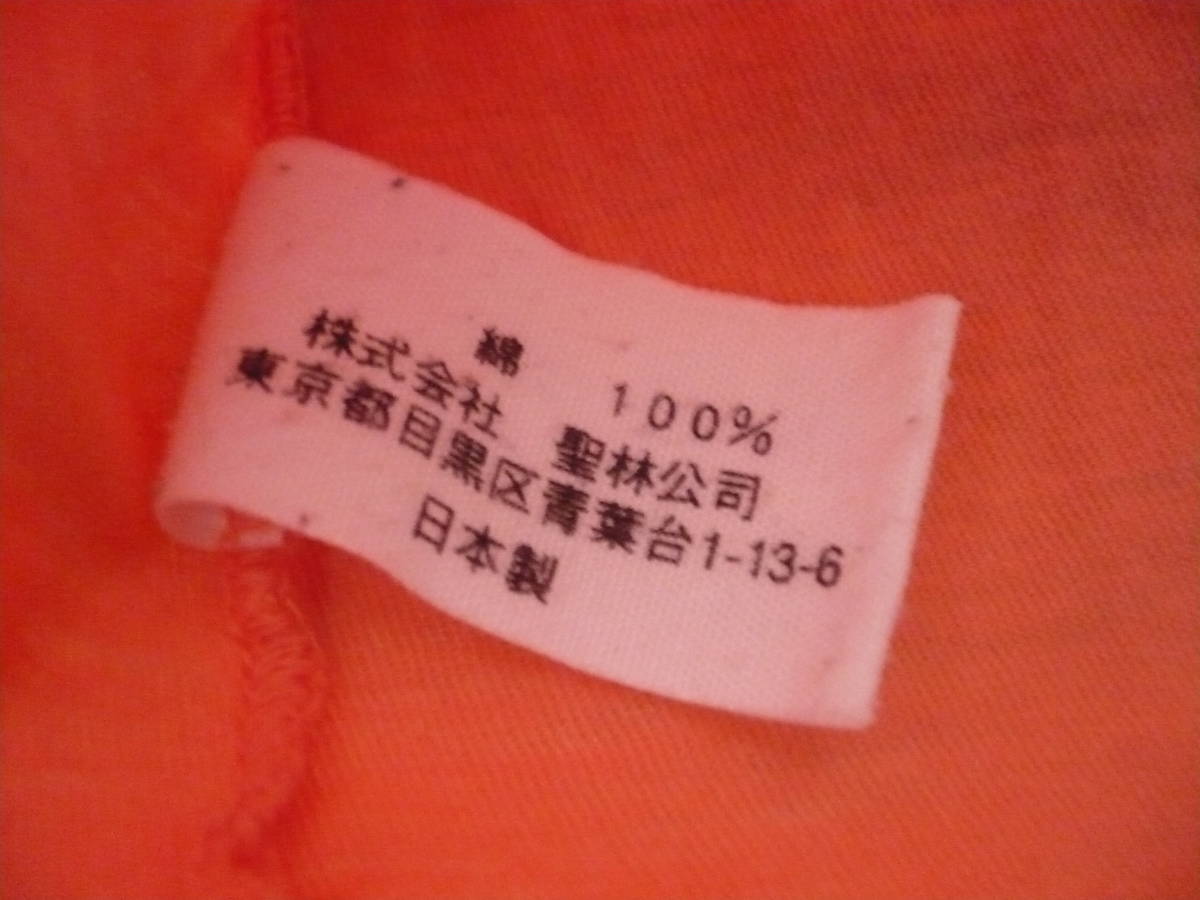 綿　　１００％
株式会社　聖林公司
東京都目黒区青葉台1-13-6
日本製